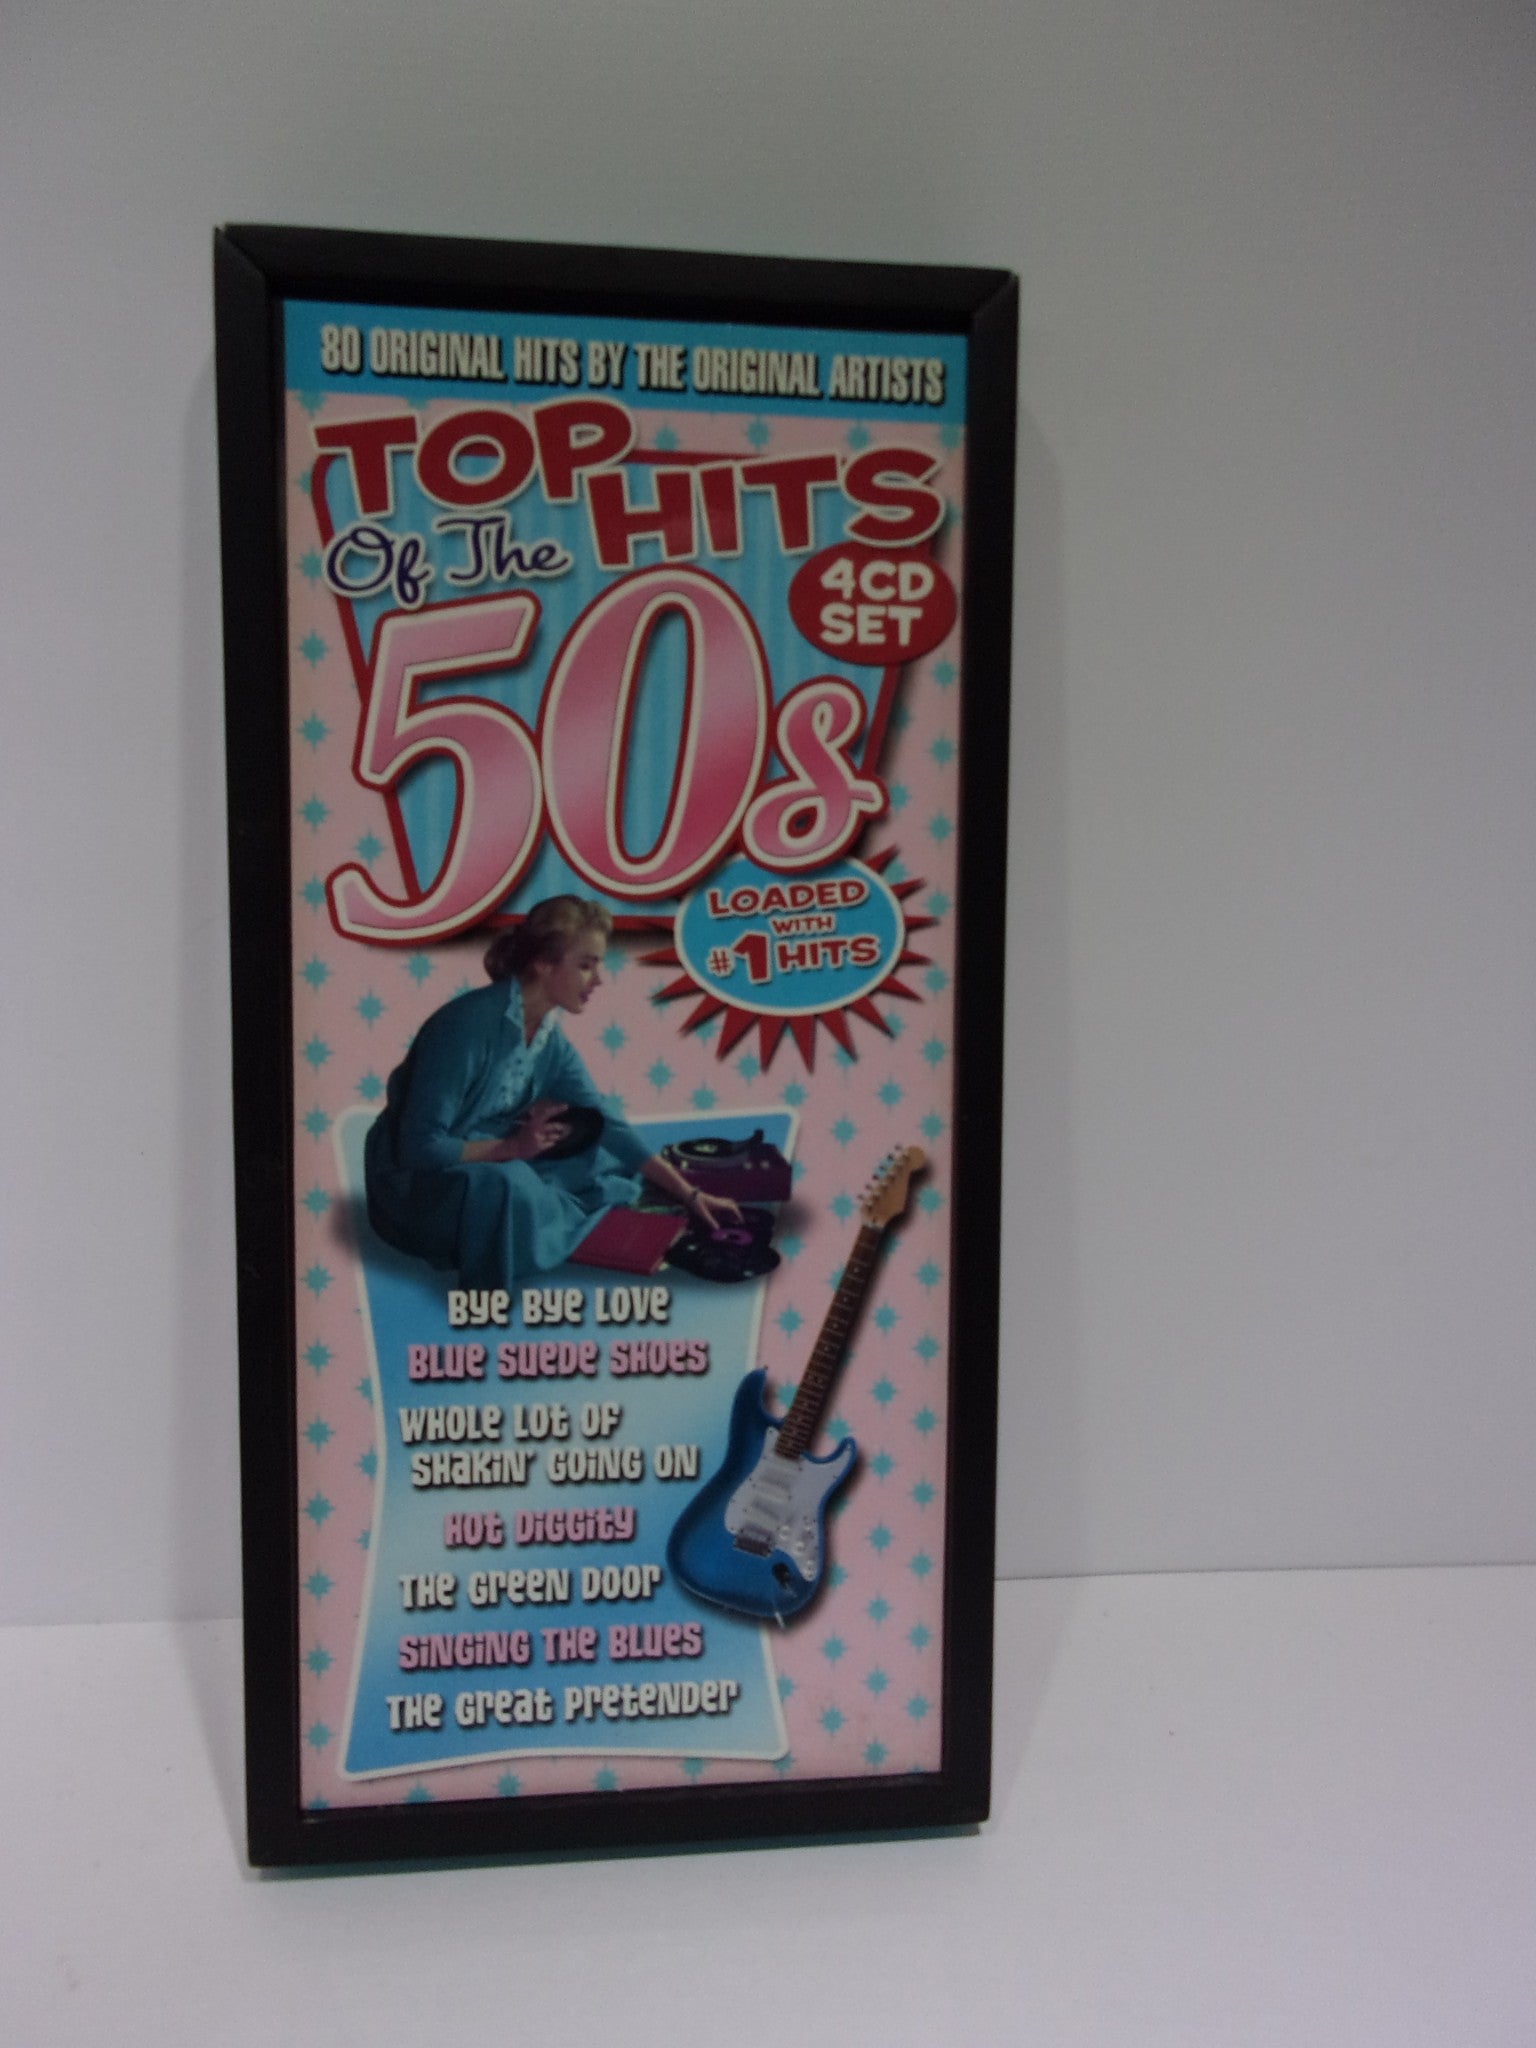 80 ORIGINAL HITS BY THE ORIGINAL ARTISTS
TOP HITS
Of The
50s
4CD
SET
LOADED
WITH
#1 HITS
BYE BYE LOVE
BLUE SUEDE SHOES
WHOLE LOT OF
SHAKIN' GOING ON
HOT DIGGITY
THE GREEN DOOR
SINGING THE BLUES
THE GREAT PRETENDER